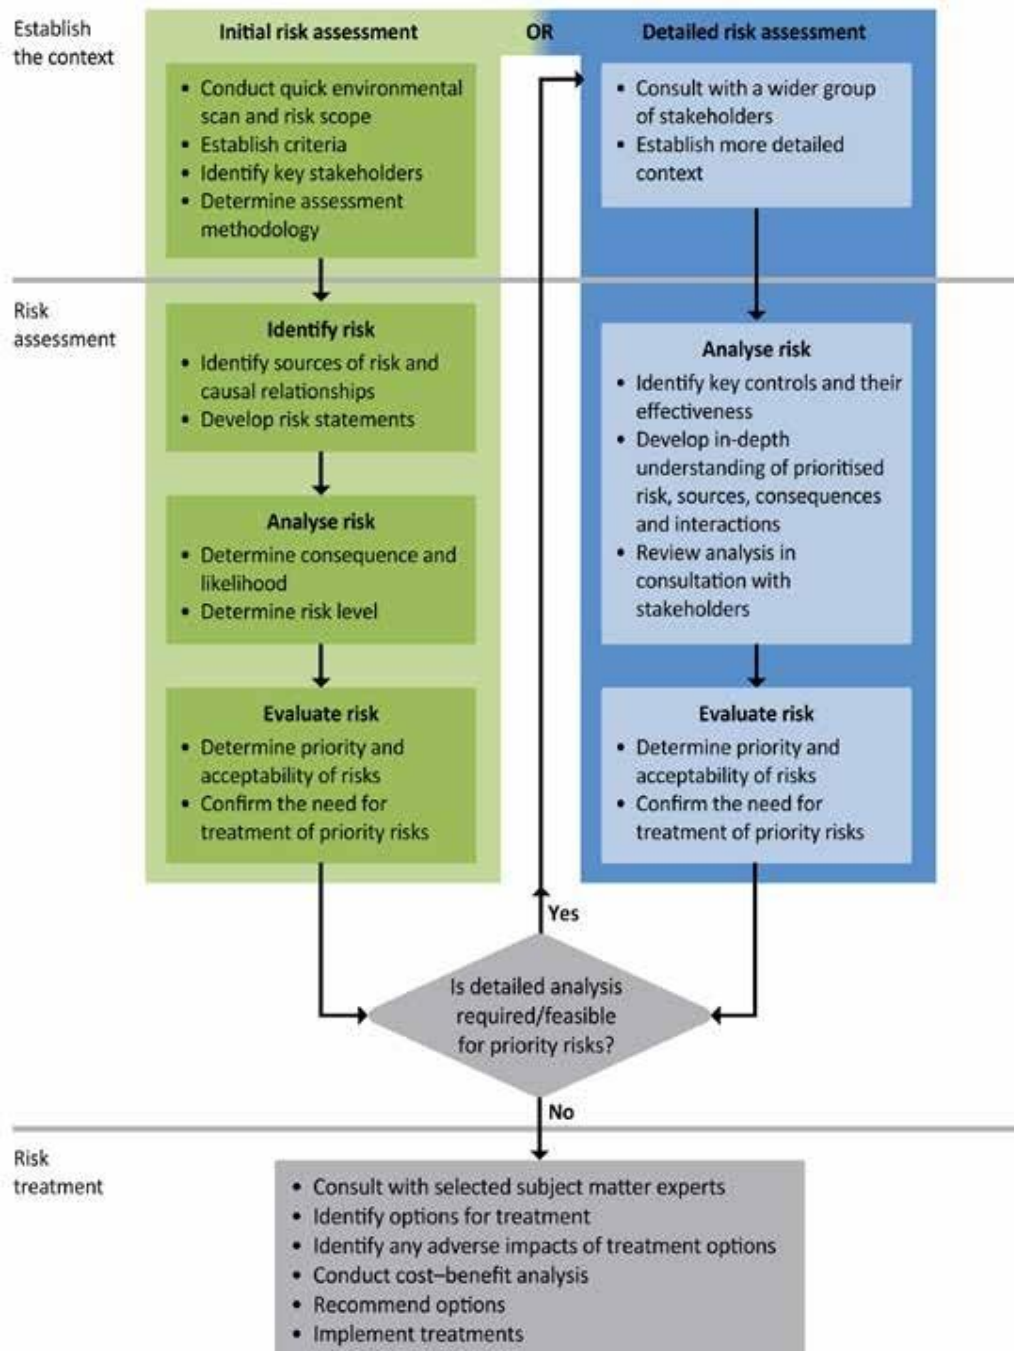 Establish
the context
Initial risk assessment
OR
Detailed risk assessment
• Conduct quick environmental
scan and risk scope
• Establish criteria
• Identify key stakeholders
• Determine assessment
methodology
• Consult with a wider group
of stakeholders
• Establish more detailed
context
Risk
assessment
Identify risk
• Identify sources of risk and
causal relationships
• Develop risk statements
Analyse risk
• Determine consequence and
likelihood
• Determine risk level
Evaluate risk
• Determine priority and
acceptability of risks
• Confirm the need for
treatment of priority risks
Analyse risk
• Identify key controls and their
effectiveness
• Develop in-depth
understanding of prioritised
risk, sources, consequences
and interactions
• Review analysis in
consultation with
stakeholders
Evaluate risk
• Determine priority and
acceptability of risks
• Confirm the need for
treatment of priority risks
Yes
Is detailed analysis
required/feasible
for priority risks?
No
Risk
treatment
• Consult with selected subject matter experts
• Identify options for treatment
• Identify any adverse impacts of treatment options
• Conduct cost–benefit analysis
• Recommend options
• Implement treatments